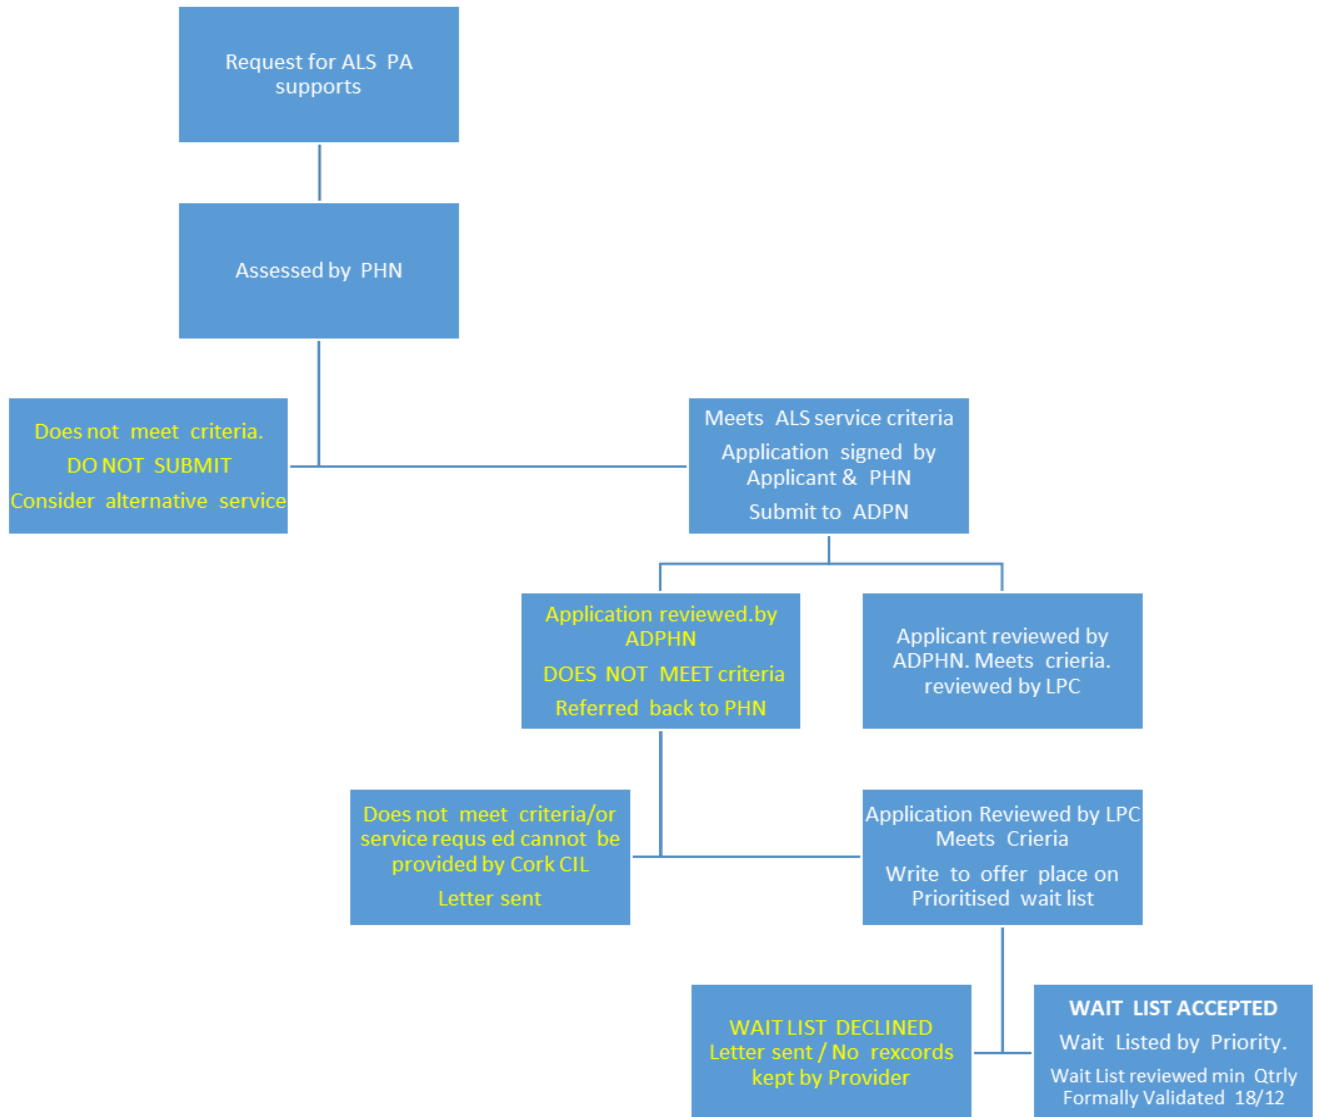 Request for ALS PA
supports
Assessed by PHN
Does not meet criteria.
DO NOT SUBMIT
Consider alternative service
Meets ALS service criteria
Application signed by
Applicant & PHN
Submit to ADPN
Application reviewed.by
ADPHN
DOES NOT MEET criteria
Referred back to PHN
Applicant reviewed by
ADPHN. Meets crieria.
reviewed by LPC
Does not meet criteria/or
service requs ed cannot be
provided by Cork CIL
Letter sent
Application Reviewed by LPC
Meets Crieria
Write to offer place on
Prioritised wait list
WAIT LIST DECLINED
Letter sent / No rexcords
kept by Provider
WAIT LIST ACCEPTED
Wait Listed by Priority.
Wait List reviewed min Qtrly
Formally Validated 18/12